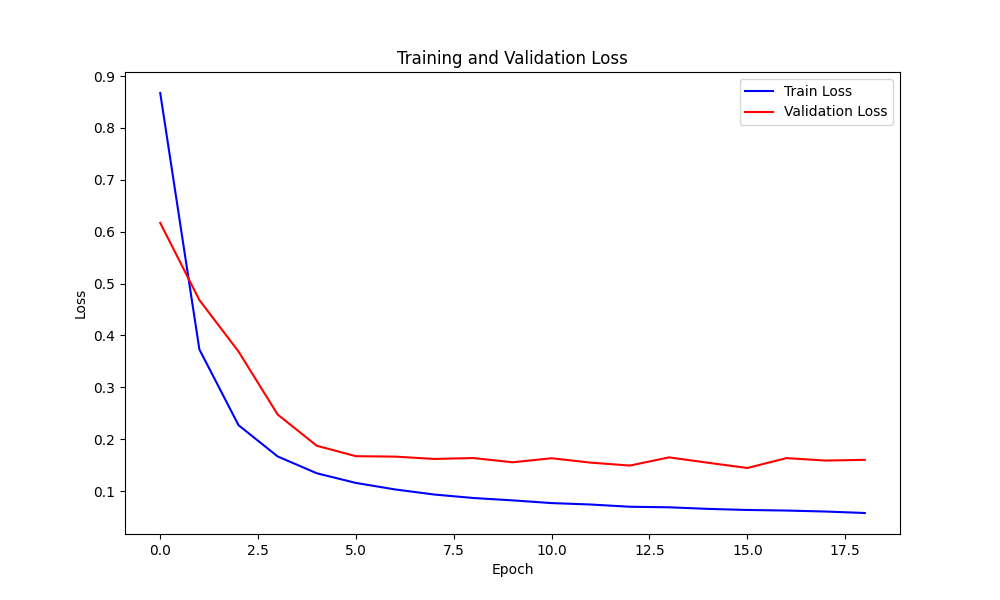 Training and Validation Loss
Train Loss
Validation Loss
0.9
0.8
0.7
0.6
0.5
0.4
0.3
0.2
0.1
Loss
0.0 2.5 5.0 7.5 10.0 12.5 15.0 17.5
Epoch